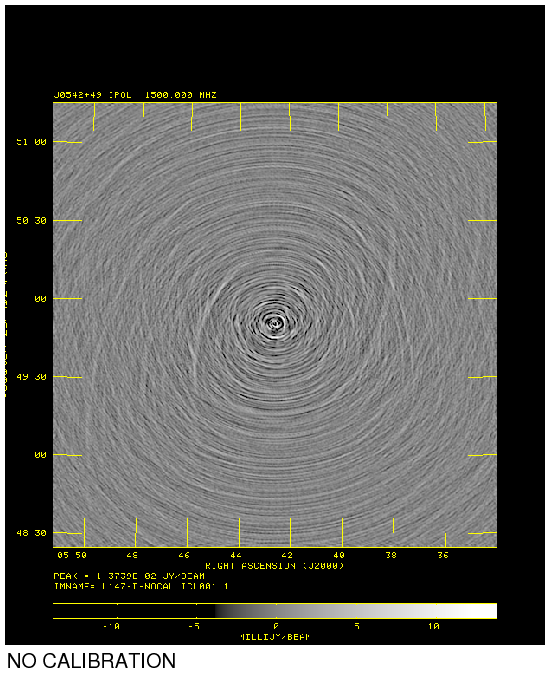 J0542+49 IPOL 1500.000 MHZ
51 00
50 30
00
49 30
00
48 30
05 50 48 46 44 42 40 38 36
RIGHT ASCENSION (J2000)
PEAK = 1.3739E-02 JY/BEAM
IMNAME=
-10 -5 0 5 10
MILLIJY/BEAM
NO CALIBRATION